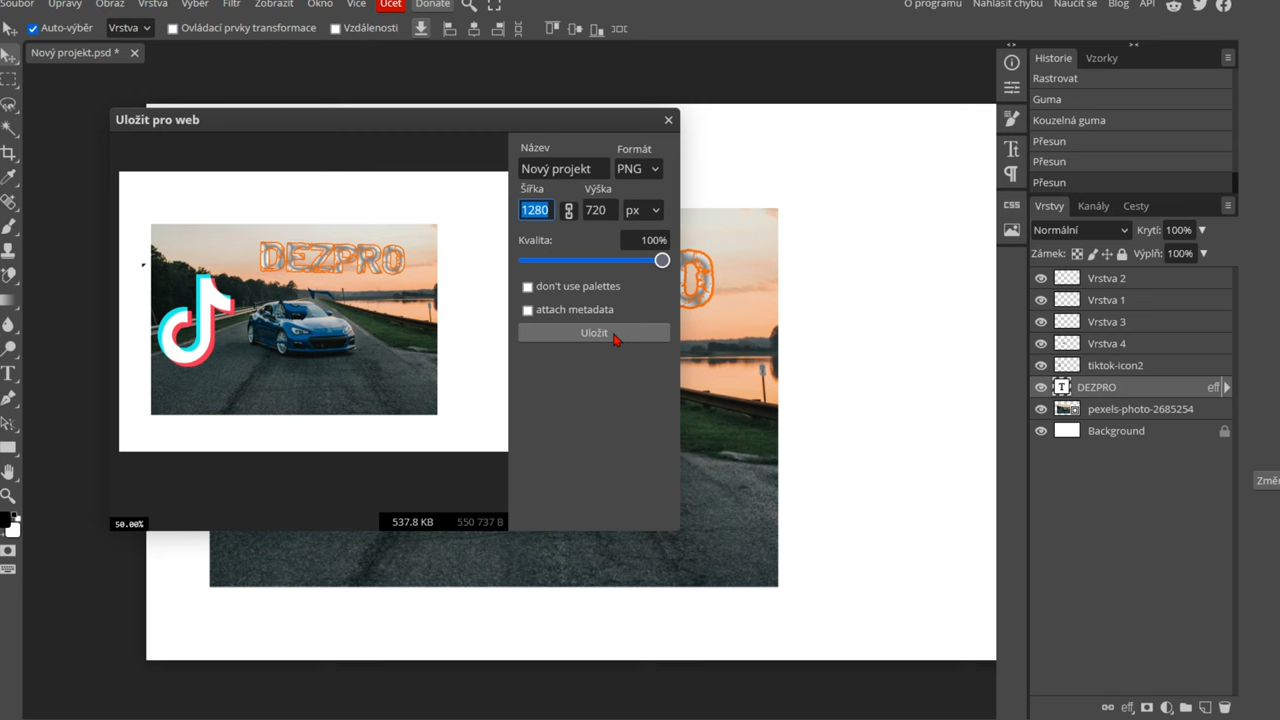 Soubor Úpravy Obraz Vrstva Výběr Filtr Zobrazit Okno Více Účet Donate O programu Nahlásit chybu Naučit se Blog API
Auto-výběr Vrstva Ovládací prvky transformace Vzdálenosti
Nový projekt.psd *
Historie Vzorky
Rastrovat
Guma
Kouzelná guma
Přesun
Přesun
Přesun
CSS
Vrstvy Kanály Cesty
Normální Krytí: 100%
Zámek: Výplň: 100%
Vrstva 2
Vrstva 1
Vrstva 3
Vrstva 4
tiktok-icon2
DEZPRO eff
pexels-photo-2685254
Background
eff
Uložit pro web
Název Formát
Nový projekt PNG
Šířka Výška
1280 720 px
Kvalita: 100%
don't use palettes
attach metadata
Uložit
DEZPRO
O
50.00% 537.8 KB 550 737 B